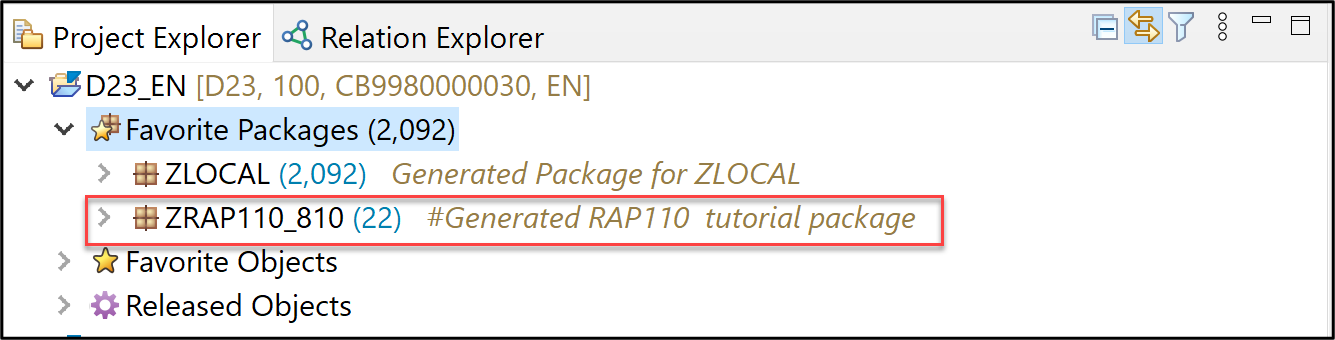 Project Explorer Relation Explorer
D23_EN [D23, 100, CB9980000030, EN]
Favorite Packages (2,092)
ZLOCAL (2,092) Generated Package for ZLOCAL
ZRAP110_810 (22) #Generated RAP110 tutorial package
Favorite Objects
Released Objects